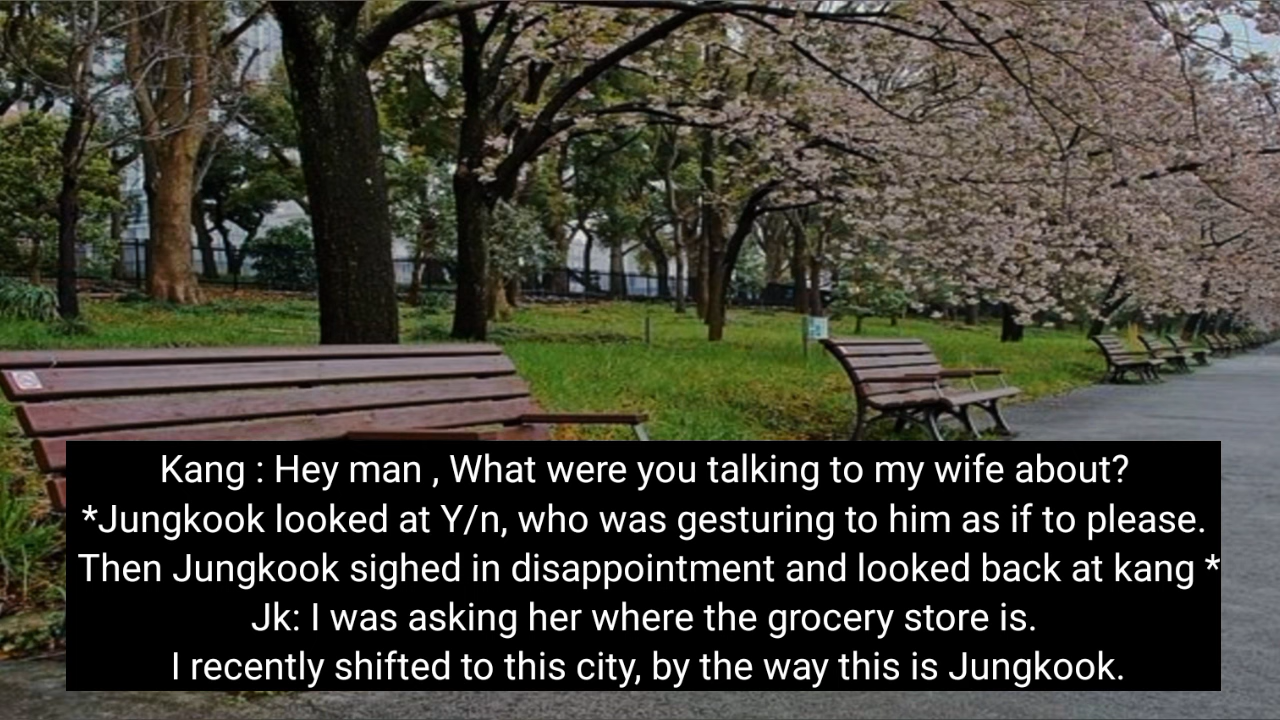 Kang : Hey man , What were you talking to my wife about?
*Jungkook looked at Y/n, who was gesturing to him as if to please.
Then Jungkook sighed in disappointment and looked back at kang *
Jk: I was asking her where the grocery store is.
I recently shifted to this city, by the way this is Jungkook.